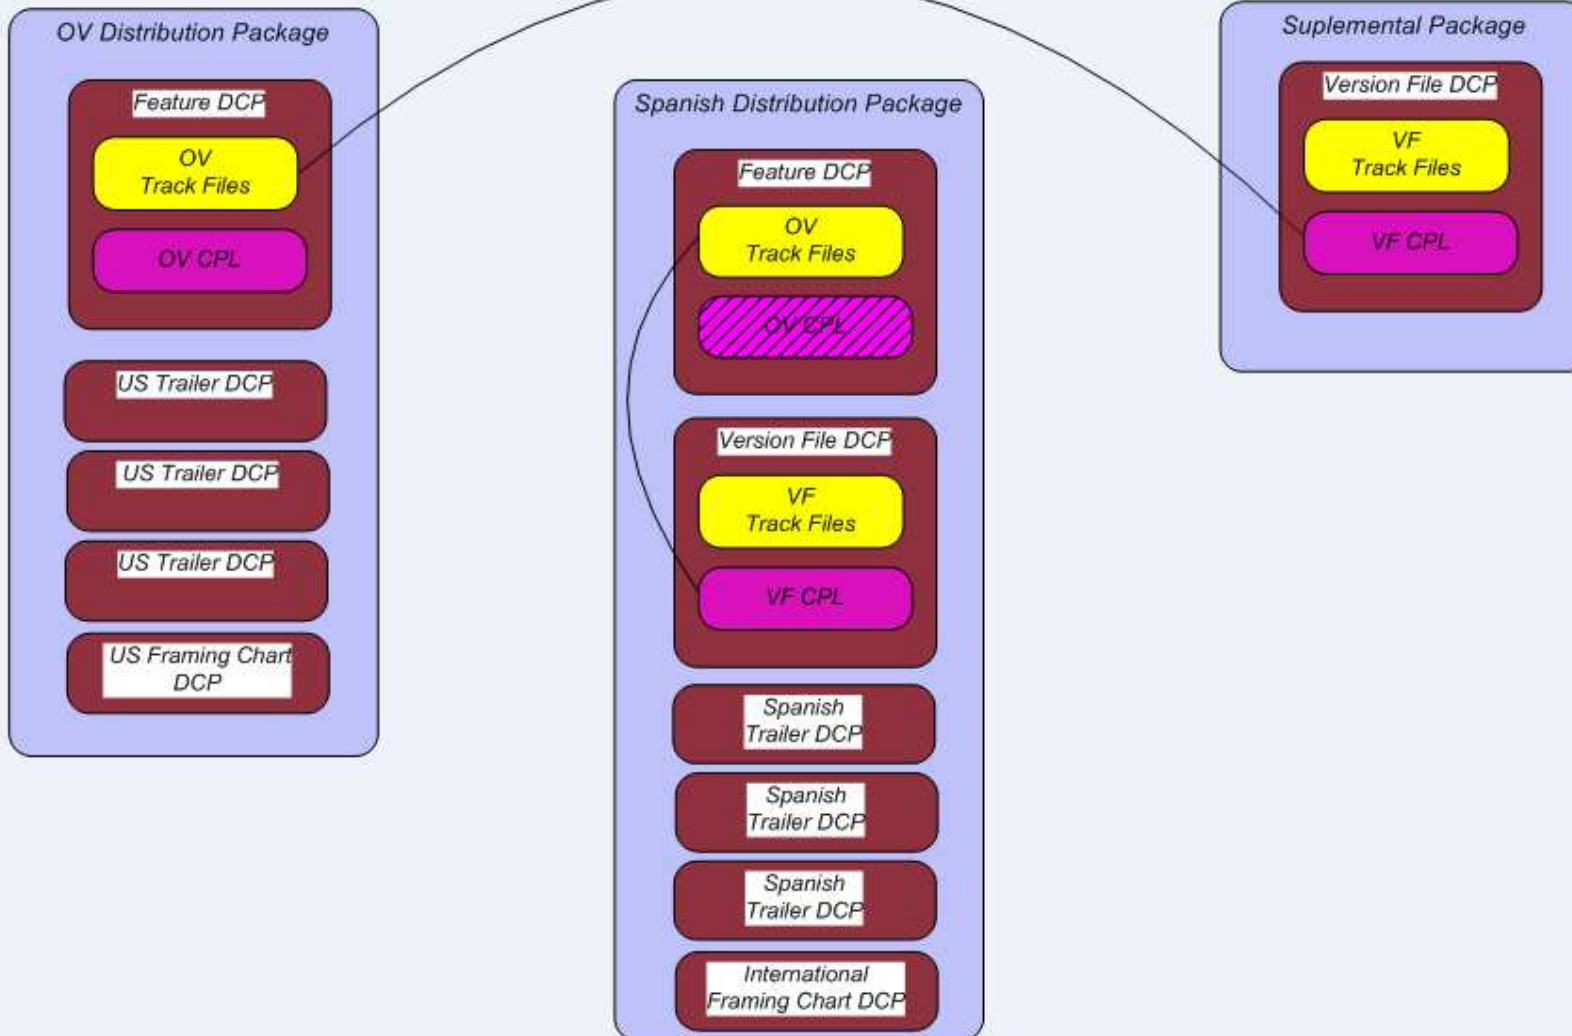 OV Distribution Package
Feature DCP
OV
Track Files
OV CPL
US Trailer DCP
US Trailer DCP
US Trailer DCP
US Framing Chart
DCP
Spanish Distribution Package
Feature DCP
OV
Track Files
OV CPL
Version File DCP
VF
Track Files
VF CPL
Spanish
Trailer DCP
Spanish
Trailer DCP
Spanish
Trailer DCP
International
Framing Chart DCP
Suplemental Package
Version File DCP
VF
Track Files
VF CPL